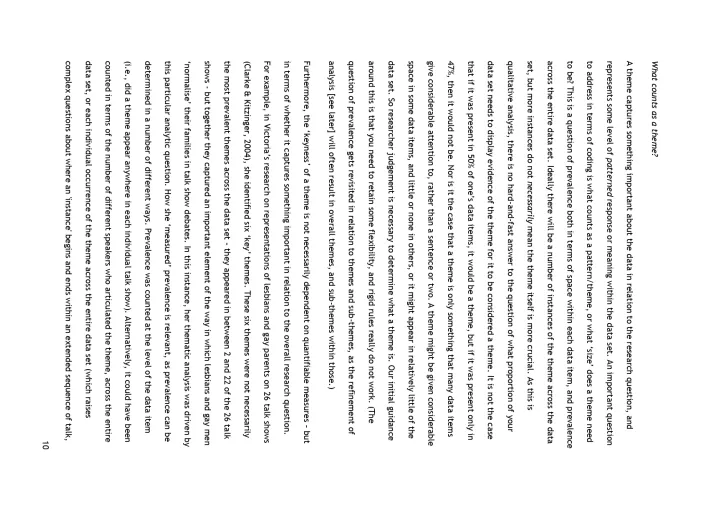 What counts as a theme?
A theme captures something important about the data in relation to the research question, and
represents some level of patterned response or meaning within the data set. An important question
to address in terms of coding is what counts as a pattern/theme, or what 'size' does a theme need
to be? This is a question of prevalence both in terms of space within each data item, and prevalence
across the entire data set. Ideally there will be a number of instances of the theme across the data
set, but more instances do not necessarily mean the theme itself is more crucial. As this is
qualitative analysis, there is no hard-and-fast answer to the question of what proportion of your
data set needs to display evidence of the theme for it to be considered a theme. It is not the case
that if it was present in 50% of one's data items, it would be a theme, but if it was present only in
47%, then it would not be. Nor is it the case that a theme is only something that many data items
give considerable attention to, rather than a sentence or two. A theme might be given considerable
space in some data items, and little or none in others, or it might appear in relatively little of the
data set. So researcher judgement is necessary to determine what a theme is. Our initial guidance
around this is that you need to retain some flexibility, and rigid rules really do not work. (The
question of prevalence gets revisited in relation to themes and sub-themes, as the refinement of
analysis [see later] will often result in overall themes, and sub-themes within those.)
Furthermore, the 'keyness' of a theme is not necessarily dependent on quantifiable measures - but
in terms of whether it captures something important in relation to the overall research question.
For example, in Victoria's research on representations of lesbians and gay parents on 26 talk shows
(Clarke & Kitzinger, 2004), she identified six 'key' themes. These six themes were not necessarily
the most prevalent themes across the data set - they appeared in between 2 and 22 of the 26 talk
shows - but together they captured an important element of the way in which lesbians and gay men
'normalise' their families in talk show debates. In this instance, her thematic analysis was driven by
this particular analytic question. How she 'measured' prevalence is relevant, as prevalence can be
determined in a number of different ways. Prevalence was counted at the level of the data item
(i.e., did a theme appear anywhere in each individual talk show). Alternatively, it could have been
counted in terms of the number of different speakers who articulated the theme, across the entire
data set, or each individual occurrence of the theme across the entire data set (which raises
complex questions about where an 'instance' begins and ends within an extended sequence of talk,
10